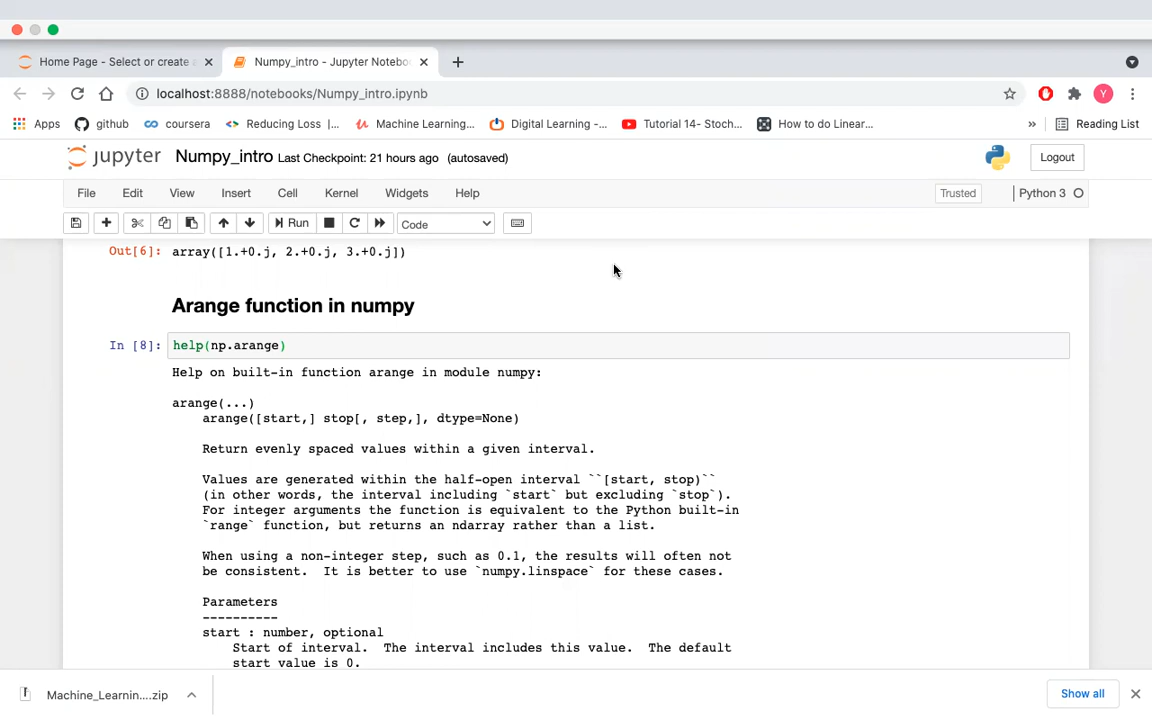 Home Page - Select or create a
Numpy_intro - Jupyter Notebo
localhost:8888/notebooks/Numpy_intro.ipynb
Y
Apps
github
coursera
Reducing Loss |...
Machine Learning...
Digital Learning -...
Tutorial 14- Stoch...
How to do Linear...
»
Reading List
jupyter
Numpy_intro Last Checkpoint: 21 hours ago (autosaved)
Logout
File
Edit
View
Insert
Cell
Kernel
Widgets
Help
Trusted
Python 3
Run
Code
Out[6]: array([1.+0.j, 2.+0.j, 3.+0.j])
Arange function in numpy
In [8]: help(np.arange)
Help on built-in function arange in module numpy:
arange(...)
arange([start,] stop[, step,], dtype=None)
Return evenly spaced values within a given interval.
Values are generated within the half-open interval ``[start, stop)``
(in other words, the interval including `start` but excluding `stop`).
For integer arguments the function is equivalent to the Python built-in
`range` function, but returns an ndarray rather than a list.
When using a non-integer step, such as 0.1, the results will often not
be consistent.  It is better to use `numpy.linspace` for these cases.
Parameters
----------
start : number, optional
Start of interval.  The interval includes this value.  The default
start value is 0.
Machine_Learnin....zip
Show all